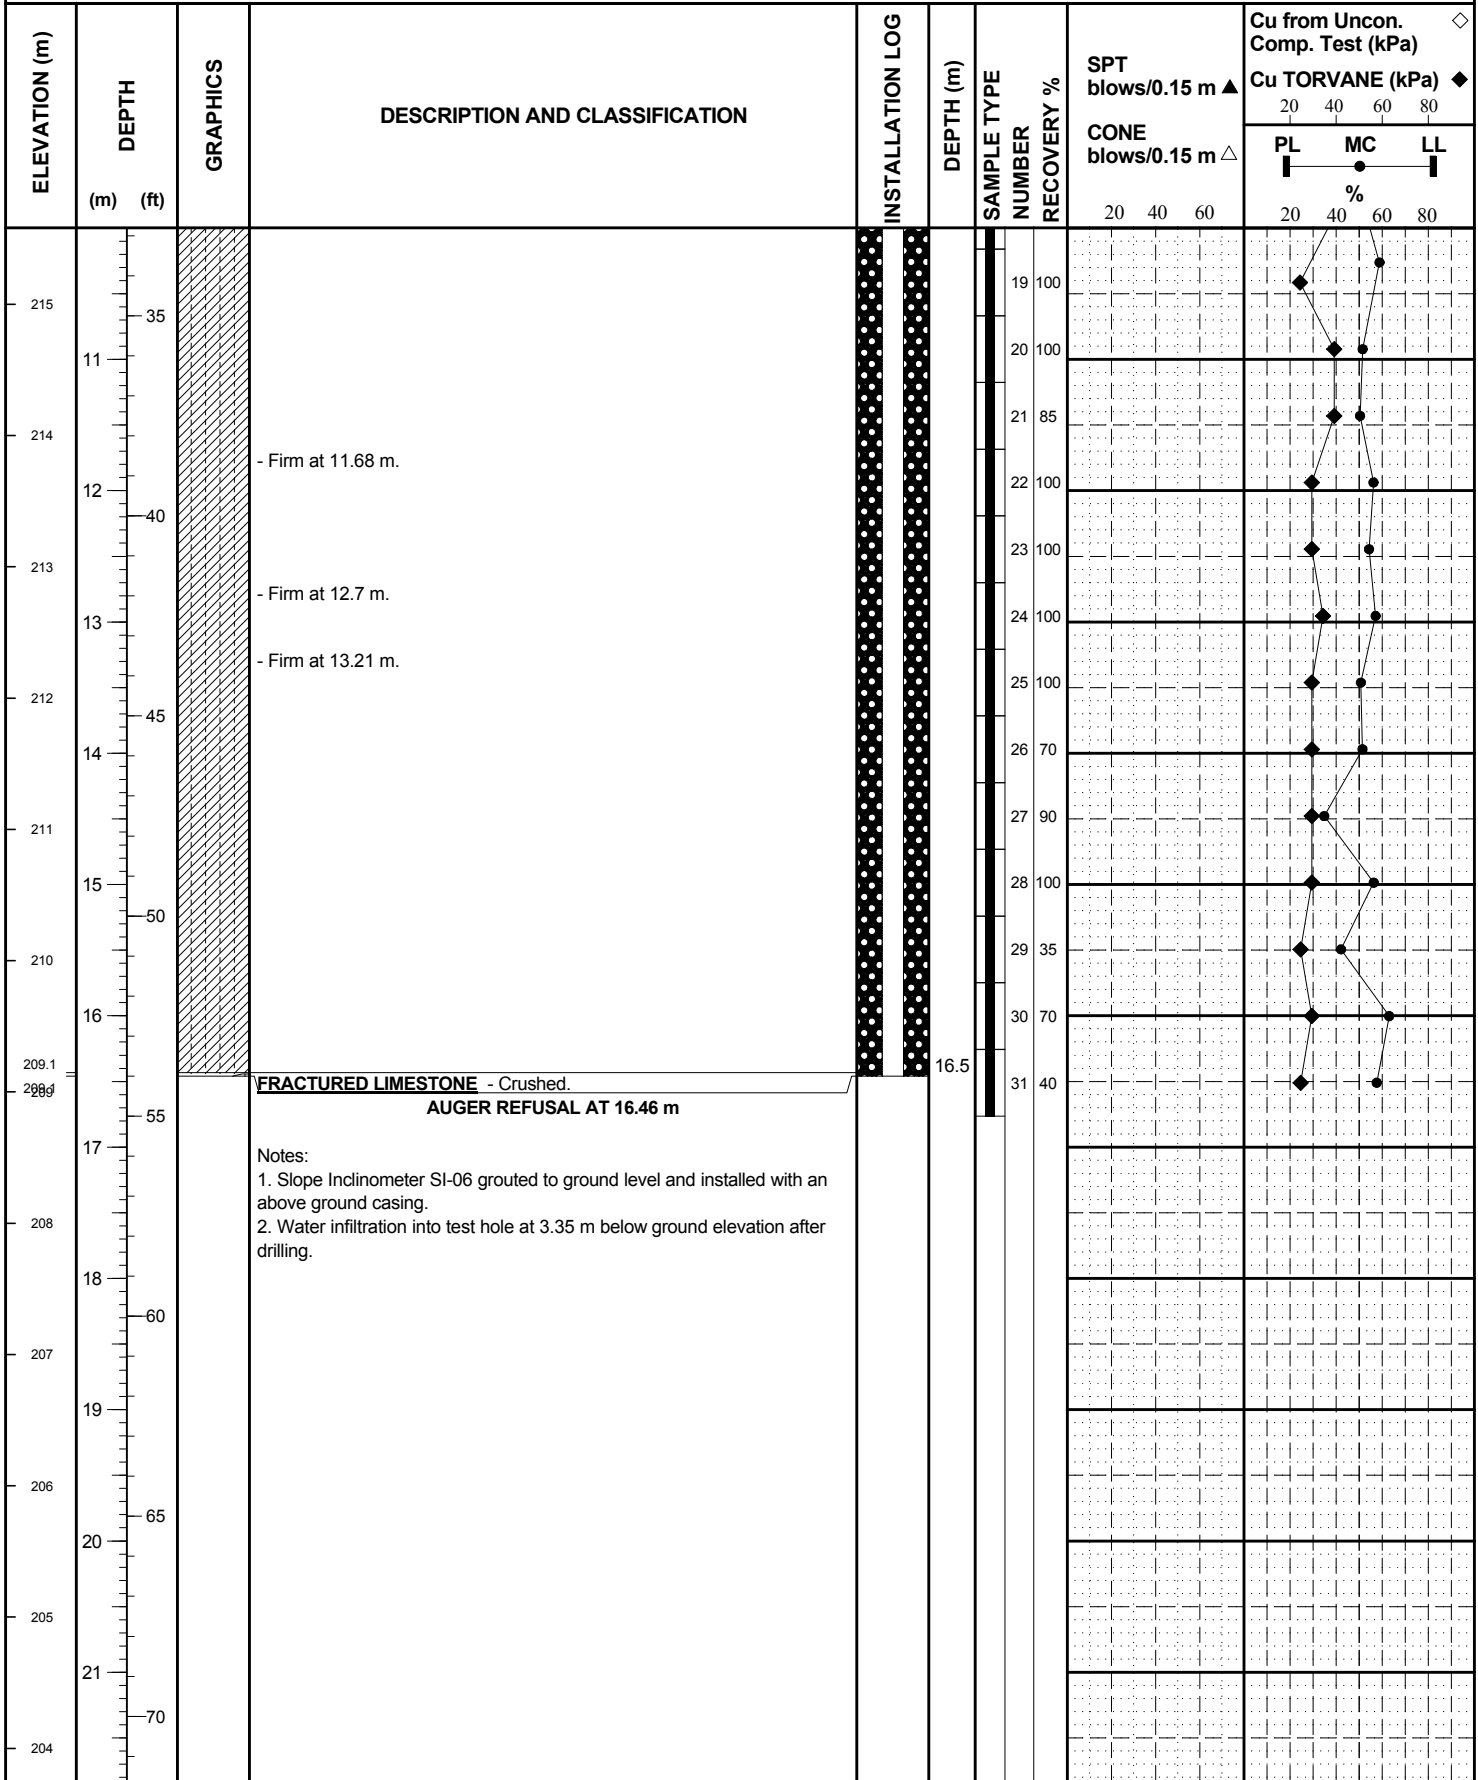 ELEVATION (m)
DEPTH
(m) (ft)
GRAPHICS
DESCRIPTION AND CLASSIFICATION
INSTALLATION LOG
DEPTH (m)
SAMPLE TYPE
NUMBER
RECOVERY %
SPT
blows/0.15 m ▲
CONE
blows/0.15 m △
20 40 60
Cu from Uncon. ◇
Comp. Test (kPa)
Cu TORVANE (kPa) ◆
20 40 60 80
PL MC LL
%
20 40 60 80
19 100
215
35
20 100
11
21 85
214
- Firm at 11.68 m.
22 100
12
40
23 100
213
- Firm at 12.7 m.
24 100
13
- Firm at 13.21 m.
25 100
212
45
26 70
14
27 90
211
28 100
15
50
29 35
210
30 70
16
209.1
16.5
209.1
209
FRACTURED LIMESTONE - Crushed.
31 40
AUGER REFUSAL AT 16.46 m
55
17
Notes:
1. Slope Inclinometer SI-06 grouted to ground level and installed with an
above ground casing.
2. Water infiltration into test hole at 3.35 m below ground elevation after
drilling.
208
18
60
207
19
206
65
20
205
21
70
204